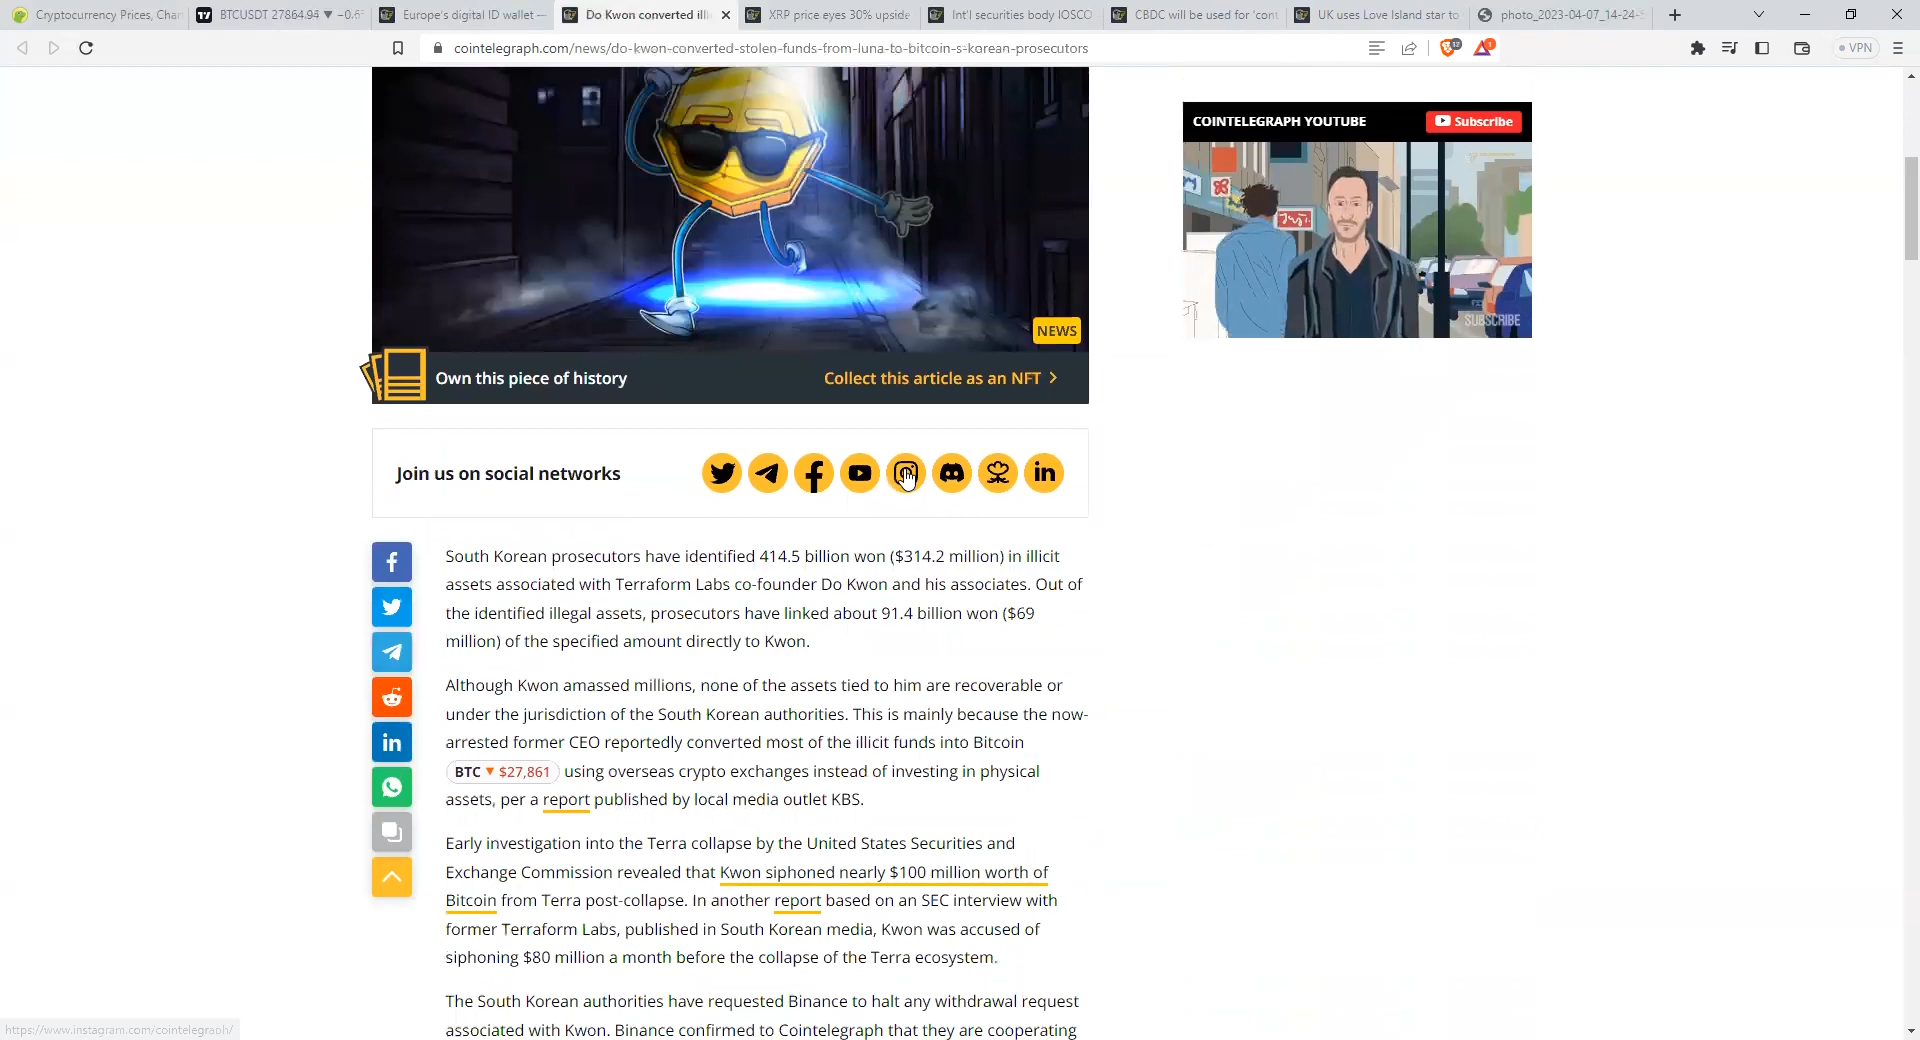 Cryptocurrency Prices, Chan
BTCUSDT 27864.94 ▼ −0.6
Europe's digital ID wallet —
Do Kwon converted ill
XRP price eyes 30% upside
Int'l securities body IOSCO
CBDC will be used for 'cont
UK uses Love Island star to
photo_2023-04-07_14-24-
cointelegraph.com/news/do-kwon-converted-stolen-funds-from-luna-to-bitcoin-s-korean-prosecutors
VPN
COINTELEGRAPH YOUTUBE
Subscribe
SUBSCRIBE
NEWS
Own this piece of history
Collect this article as an NFT >
Join us on social networks
South Korean prosecutors have identified 414.5 billion won ($314.2 million) in illicit
assets associated with Terraform Labs co-founder Do Kwon and his associates. Out of
the identified illegal assets, prosecutors have linked about 91.4 billion won ($69
million) of the specified amount directly to Kwon.
Although Kwon amassed millions, none of the assets tied to him are recoverable or
under the jurisdiction of the South Korean authorities. This is mainly because the now-
arrested former CEO reportedly converted most of the illicit funds into Bitcoin
BTC ▼ $27,861 using overseas crypto exchanges instead of investing in physical
assets, per a report published by local media outlet KBS.
Early investigation into the Terra collapse by the United States Securities and
Exchange Commission revealed that Kwon siphoned nearly $100 million worth of
Bitcoin from Terra post-collapse. In another report based on an SEC interview with
former Terraform Labs, published in South Korean media, Kwon was accused of
siphoning $80 million a month before the collapse of the Terra ecosystem.
The South Korean authorities have requested Binance to halt any withdrawal request
associated with Kwon. Binance confirmed to Cointelegraph that they are cooperating
https://www.instagram.com/cointelegraph/